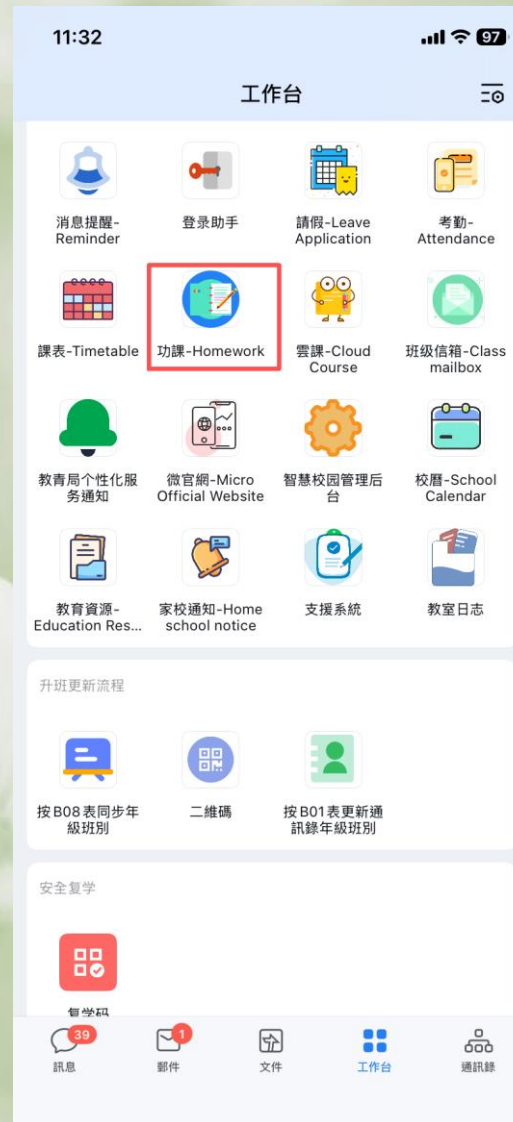 11:32
97
工作台
消息提醒-
Reminder
登录助手
請假-Leave
Application
考勤-
Attendance
課表-Timetable
功課-Homework
雲課-Cloud
Course
班级信箱-Class
mailbox
教青局个性化服
务通知
微官網-Micro
Official Website
智慧校园管理后
台
校曆-School
Calendar
教育資源-
Education Res...
家校通知-Home
school notice
支援系統
教室日志
升班更新流程
按B08表同步年
級班別
二維碼
按B01表更新通
訊錄年級班別
安全复学
复学码
39
訊息
1
郵件
文件
工作台
通訊錄